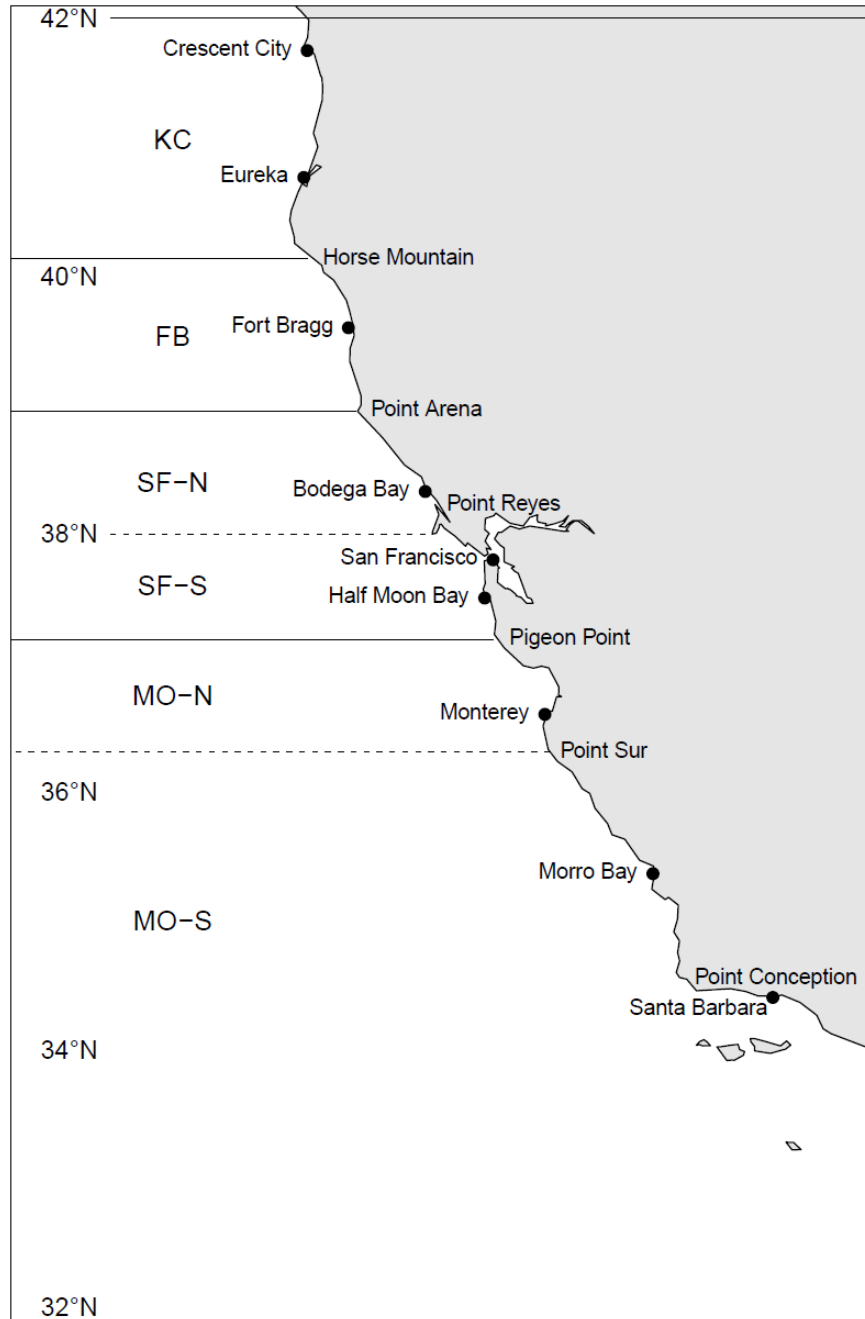 42°N
Crescent City
KC
Eureka
Horse Mountain
40°N
Fort Bragg
FB
Point Arena
SF−N
Bodega Bay
Point Reyes
38°N
San Francisco
SF−S
Half Moon Bay
Pigeon Point
MO−N
Monterey
Point Sur
36°N
Morro Bay
MO−S
Point Conception
Santa Barbara
34°N
32°N